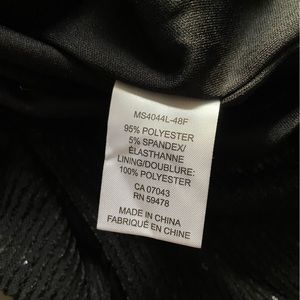 MS4044L-48F
95% POLYESTER
5% SPANDEX/
ÉLASTHANNE
LINING/DOUBLURE:
100% POLYESTER
CA 07043
RN 59478
MADE IN CHINA
FABRIQUÉ EN CHINE